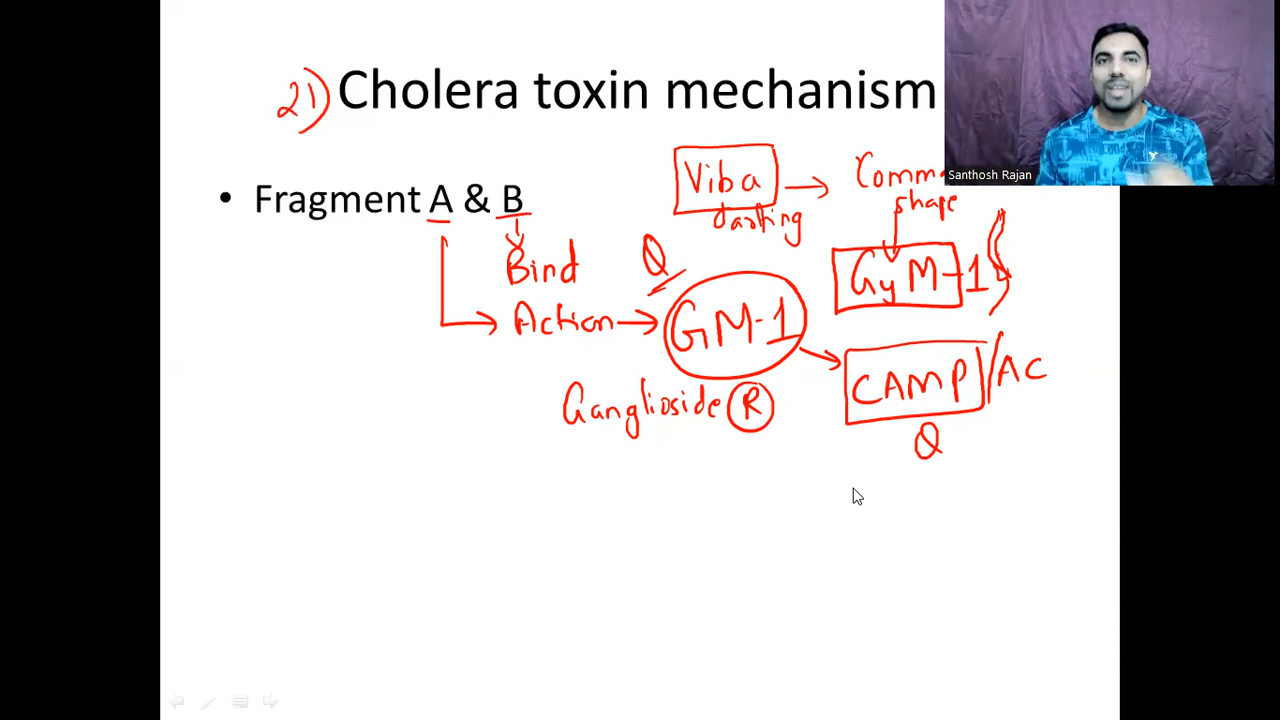 21) Cholera toxin mechanism
Santhosh Rajan
Viba → Comma
darting shape
• Fragment A & B
Bind Q GyM-1
Action → GM-1
CAMP / AC
Ganglioside R
Q